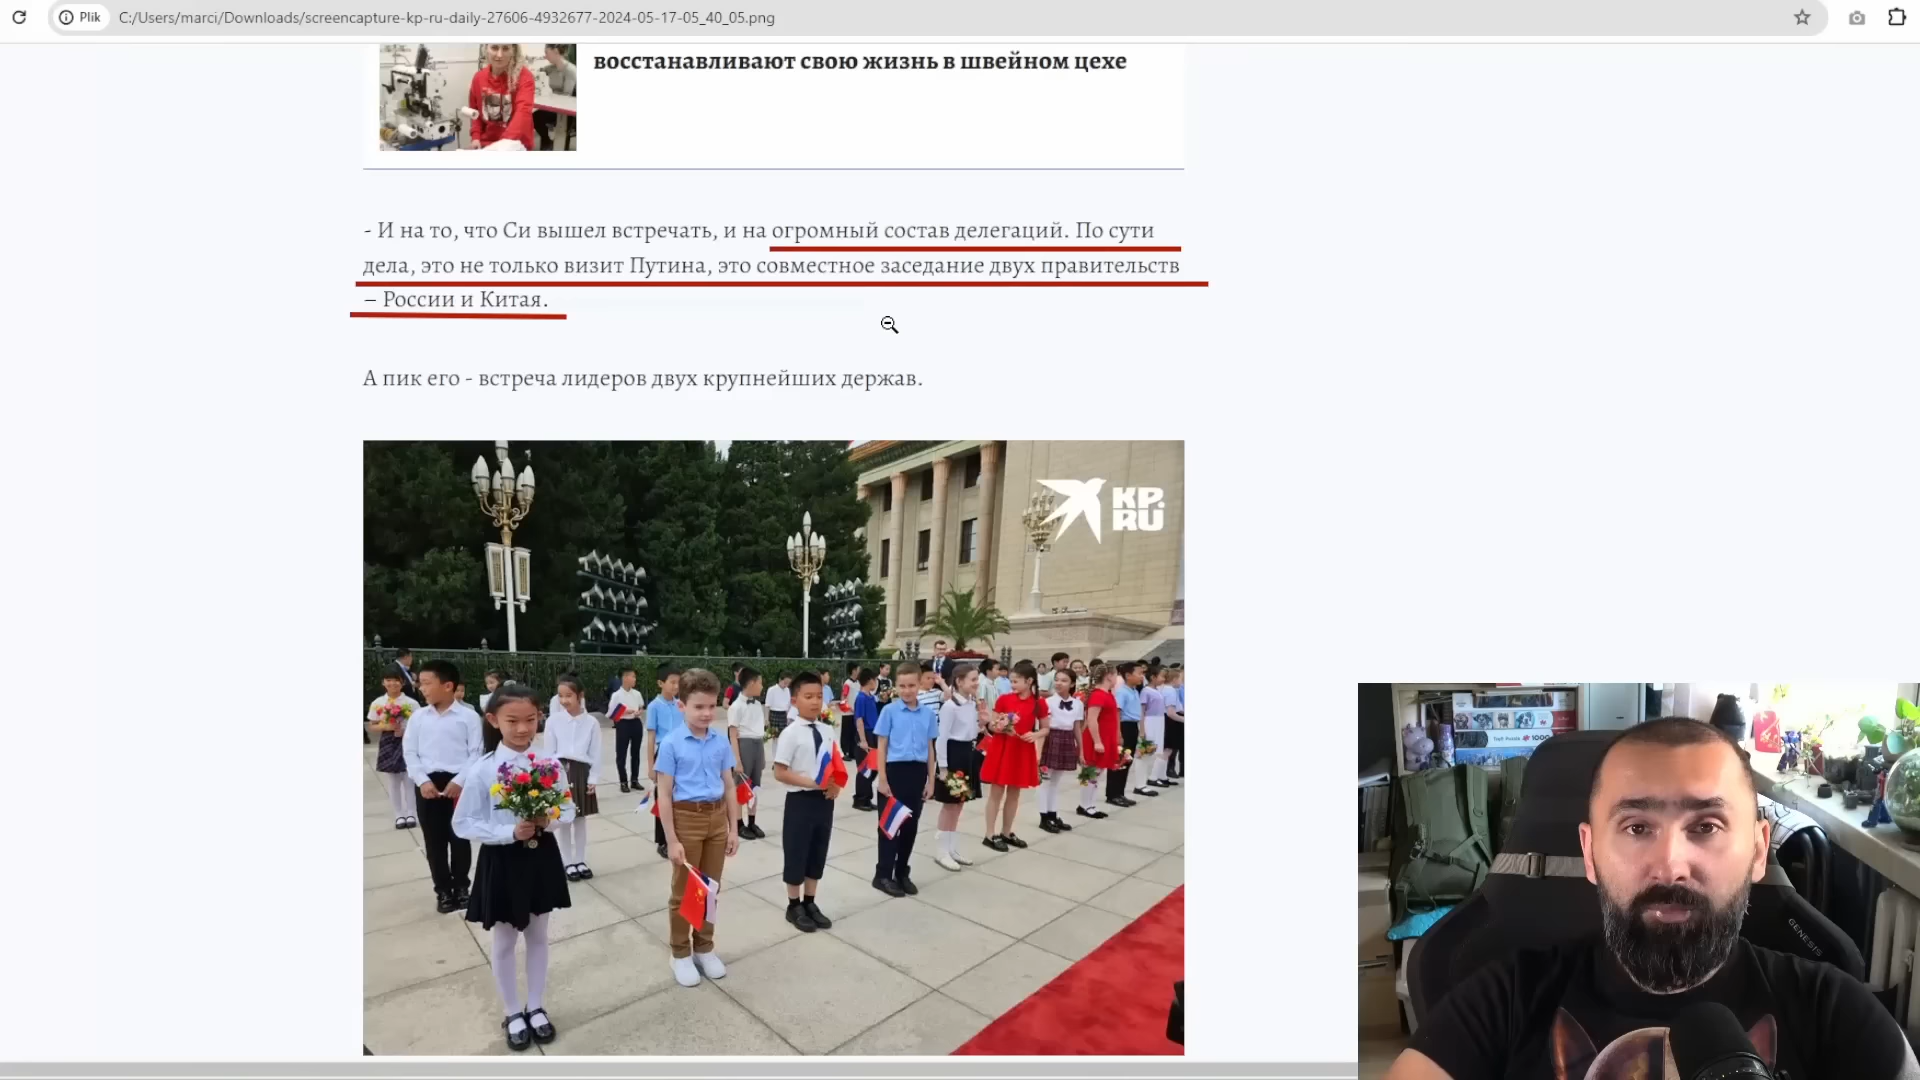 Plik
C:/Users/marci/Downloads/screencapture-kp-ru-daily-27606-4932677-2024-05-17-05_40_05.png
восстанавливают свою жизнь в швейном цехе
- И на то, что Си вышел встречать, и на огромный состав делегаций. По сути
дела, это не только визит Путина, это совместное заседание двух правительств
– России и Китая.
А пик его - встреча лидеров двух крупнейших держав.
KP.
RU
GENESIS